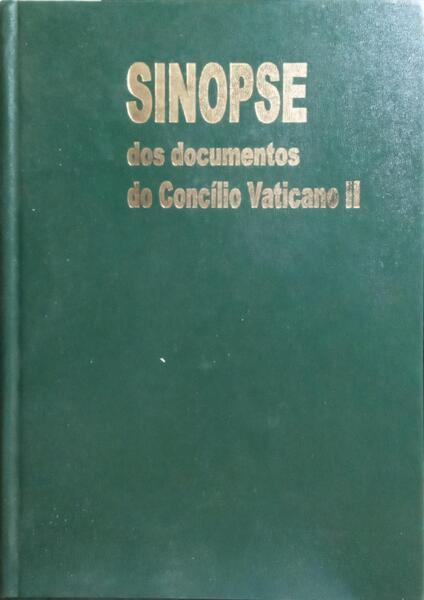 SINOPSE
dos documentos
do Concílio Vaticano II